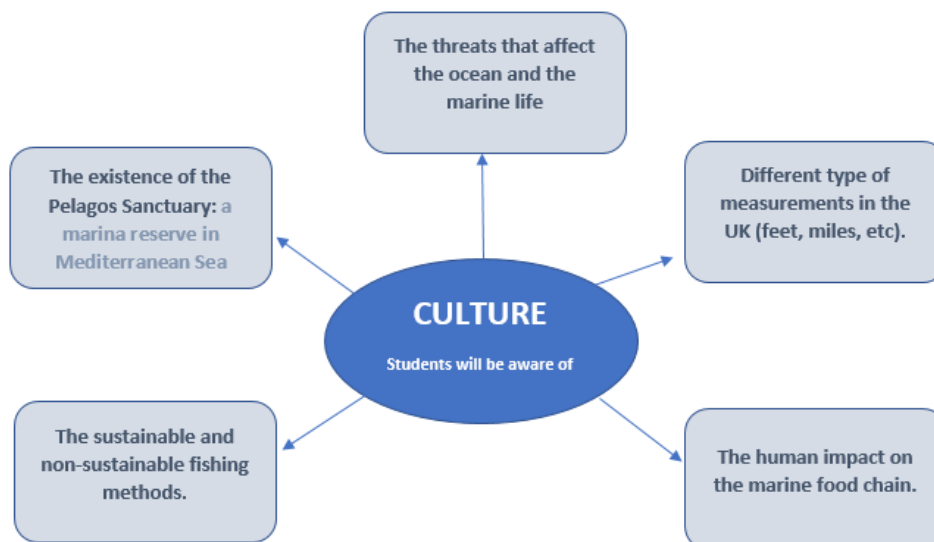 The threats that affect
the ocean and the
marine life
The existence of the
Pelagos Sanctuary: a
marina reserve in
Mediterranean Sea
Different type of
measurements in the
UK (feet, miles, etc).
CULTURE
Students will be aware of
The sustainable and
non-sustainable fishing
methods.
The human impact on
the marine food chain.